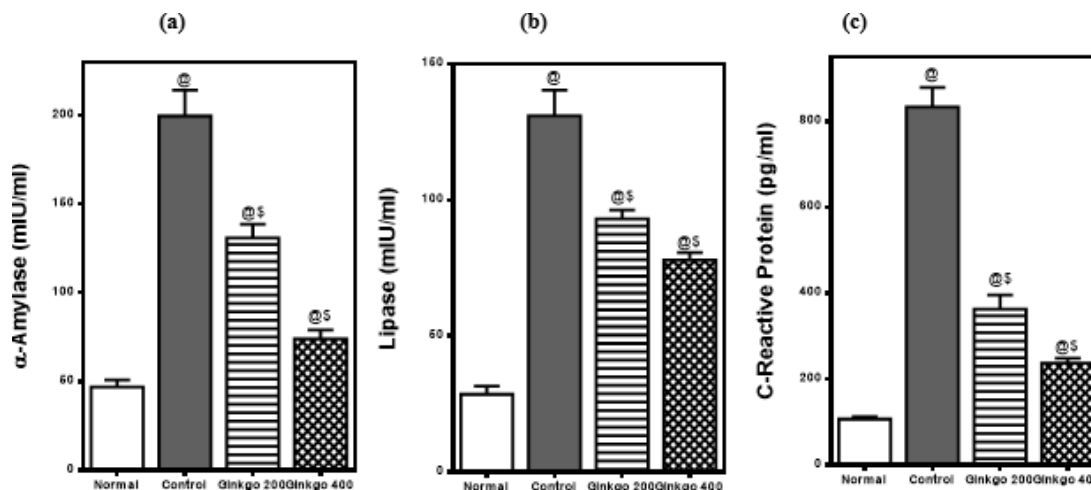 (a)
α-Amylase (mIU/ml)
200
150
100
50
0
@
@$
@$
Normal Control Ginkgo 200 Ginkgo 400
(b)
Lipase (mIU/ml)
150
100
50
0
@
@$
@$
Normal Control Ginkgo 200 Ginkgo 400
(c)
C-Reactive Protein (pg/ml)
800
600
400
200
0
@
@$
@$
Normal Control Ginkgo 200 Ginkgo 400